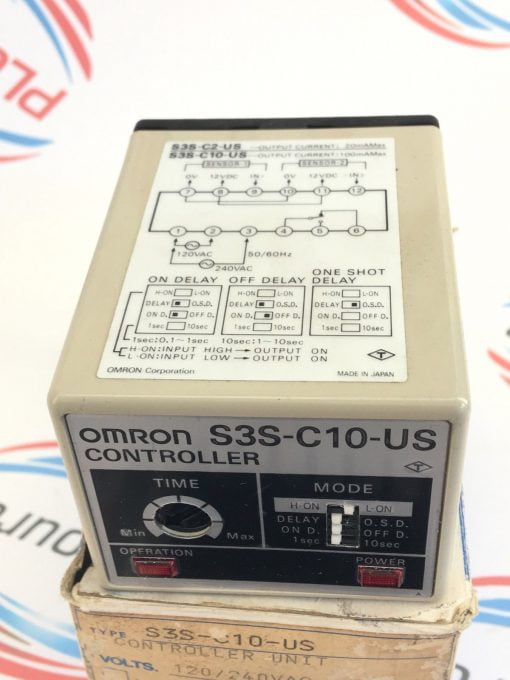 S3S-C2-US —OUTPUT CURRENT: 20mAMax
S3S-C10-US —OUTPUT CURRENT: 100mAMax
SENSOR-1 SENSOR-2
0V 12VDC IN 0V 12VDC IN
7 8 9 10 11 12
1 2 3 4 5 6
120VAC 50/60Hz
240VAC
ON DELAY OFF DELAY ONE SHOT DELAY
H-ON L-ON H-ON L-ON H-ON L-ON
DELAY O.S.D. DELAY O.S.D. DELAY O.S.D.
ON D. OFF D. ON D. OFF D. ON D. OFF D.
1sec 10sec 1sec 10sec 1sec 10sec
1sec:0.1~1sec 10sec:1~10sec
H-ON:INPUT HIGH→OUTPUT ON
L-ON:INPUT LOW→OUTPUT ON
OMRON Corporation MADE IN JAPAN
OMRON S3S-C10-US
CONTROLLER
TIME MODE
H-ON L-ON
DELAY O.S.D.
ON D. OFF D.
1sec 10sec
Min Max
OPERATION POWER
TYPE S3S-C10-US
CONTROLLER UNIT
VOLTS. 120/240VAC